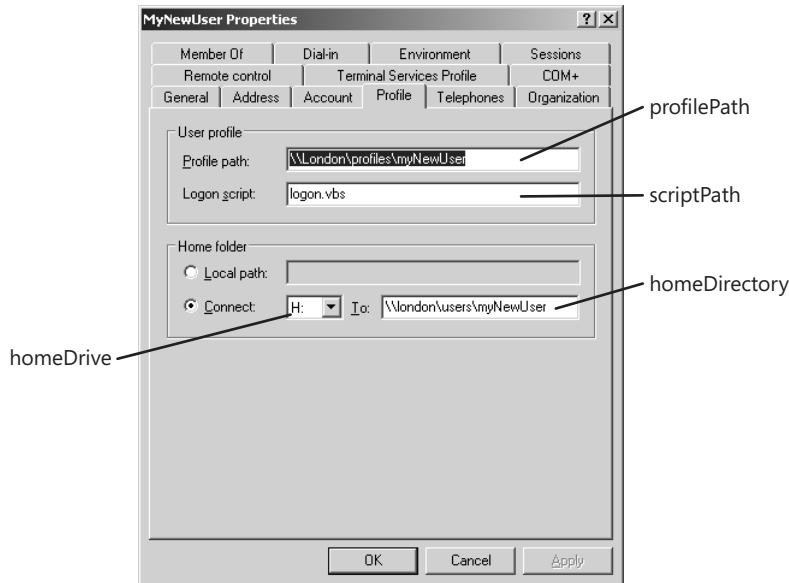 MyNewUser Properties
Member Of Dial-in Environment Sessions
Remote control Terminal Services Profile COM+
General Address Account Profile Telephones Organization
profilePath
User profile
Profile path: \\London\profiles\myNewUser
Logon script: logon.vbs
scriptPath
Home folder
Local path:
homeDirectory
Connect: H: To: \\london\users\myNewUser
homeDrive
OK Cancel Apply